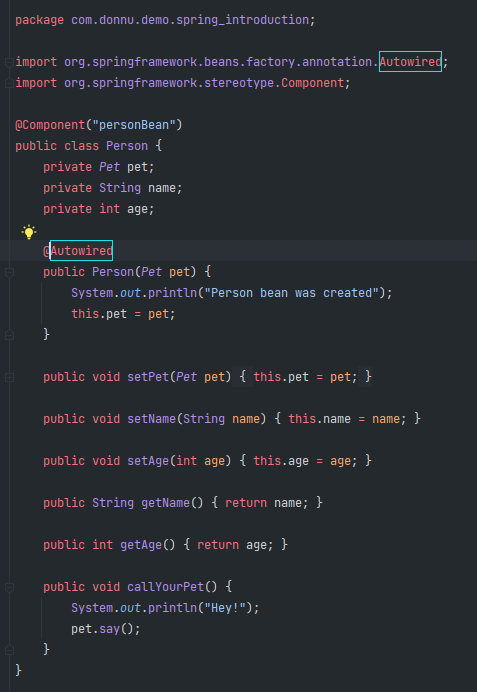 package com.donnu.demo.spring_introduction;
import org.springframework.beans.factory.annotation.Autowired;
import org.springframework.stereotype.Component;
@Component("personBean")
public class Person {
private Pet pet;
private String name;
private int age;
@Autowired
public Person(Pet pet) {
System.out.println("Person bean was created");
this.pet = pet;
}
public void setPet(Pet pet) { this.pet = pet; }
public void setName(String name) { this.name = name; }
public void setAge(int age) { this.age = age; }
public String getName() { return name; }
public int getAge() { return age; }
public void callYourPet() {
System.out.println("Hey!");
pet.say();
}
}